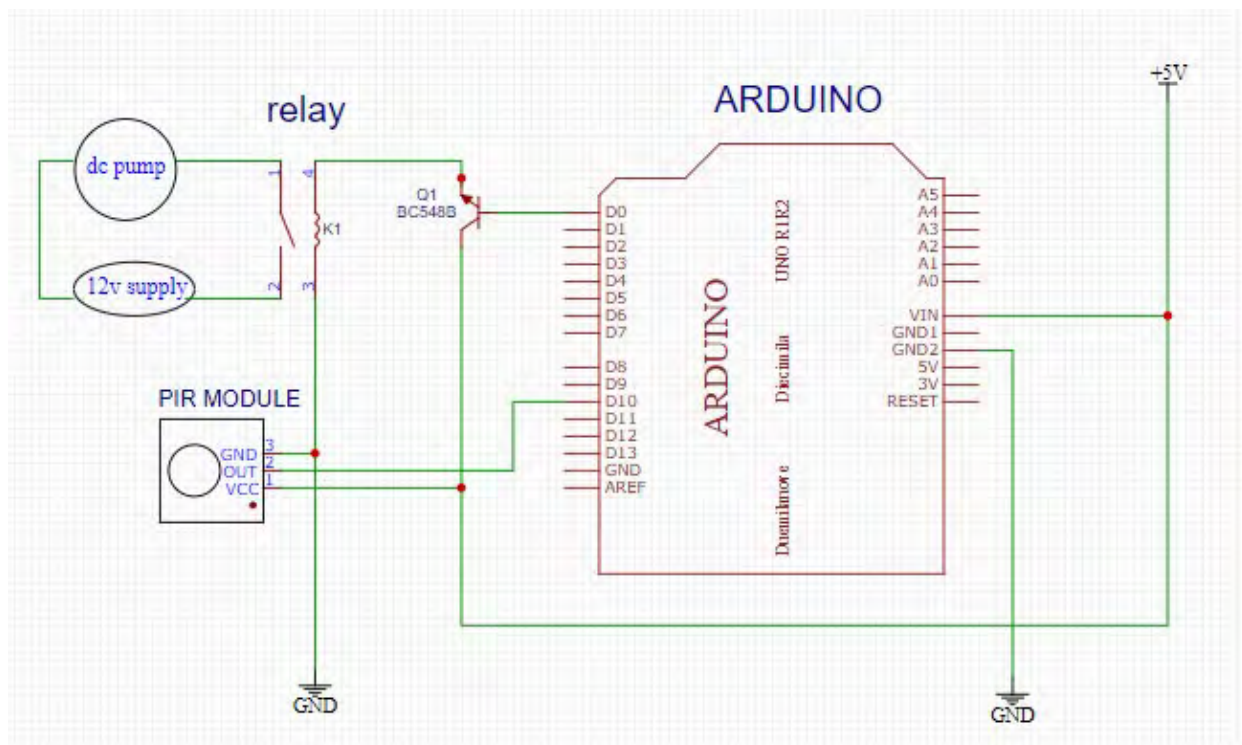 +5V
ARDUINO
relay
dc pump
1
4
Q1
BC548B
K1
12v supply
2
3
D0
D1
D2
D3
D4
D5
D6
D7
D8
D9
D10
D11
D12
D13
GND
AREF
ARDUINO
UNO R1R2
Diecimila
Duemilanove
A5
A4
A3
A2
A1
A0
VIN
GND1
GND2
5V
3V
RESET
PIR MODULE
GND 3
OUT 2
VCC 1
GND
GND